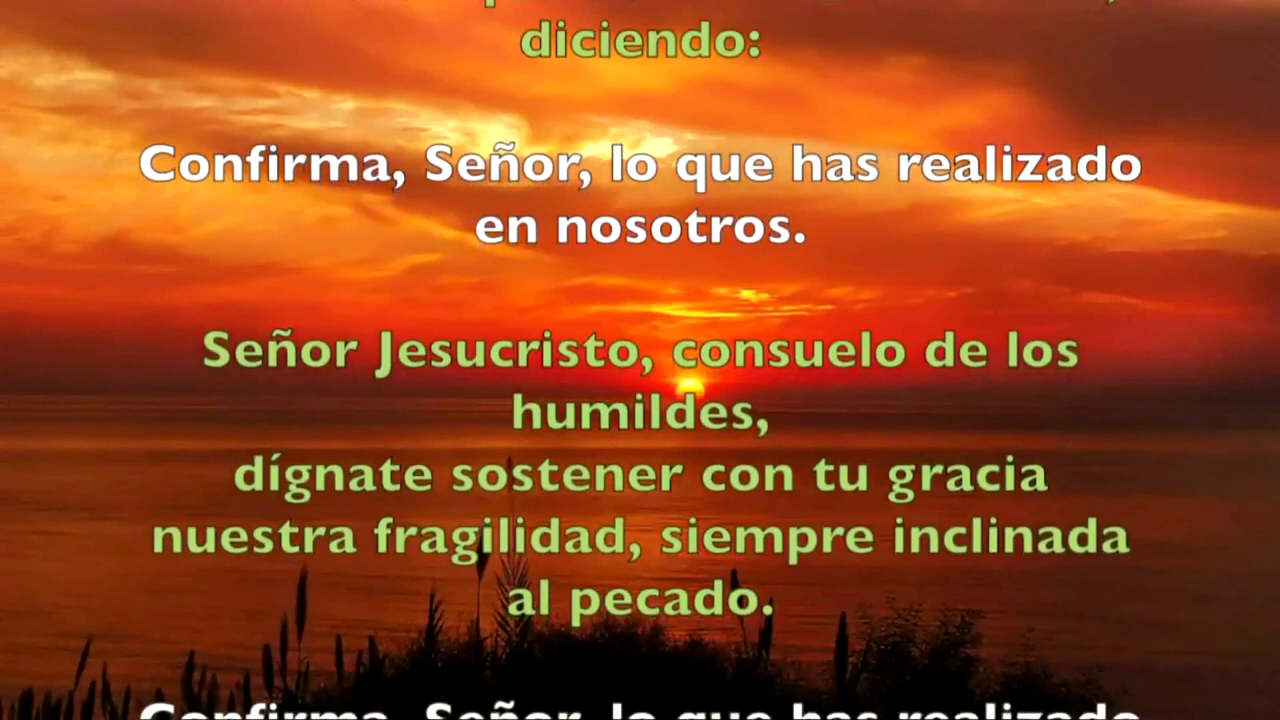 diciendo:
Confirma, Señor, lo que has realizado
en nosotros.
Señor Jesucristo, consuelo de los
humildes,
dígnate sostener con tu gracia
nuestra fragilidad, siempre inclinada
al pecado.
Confirma, Señor, lo que has realizado